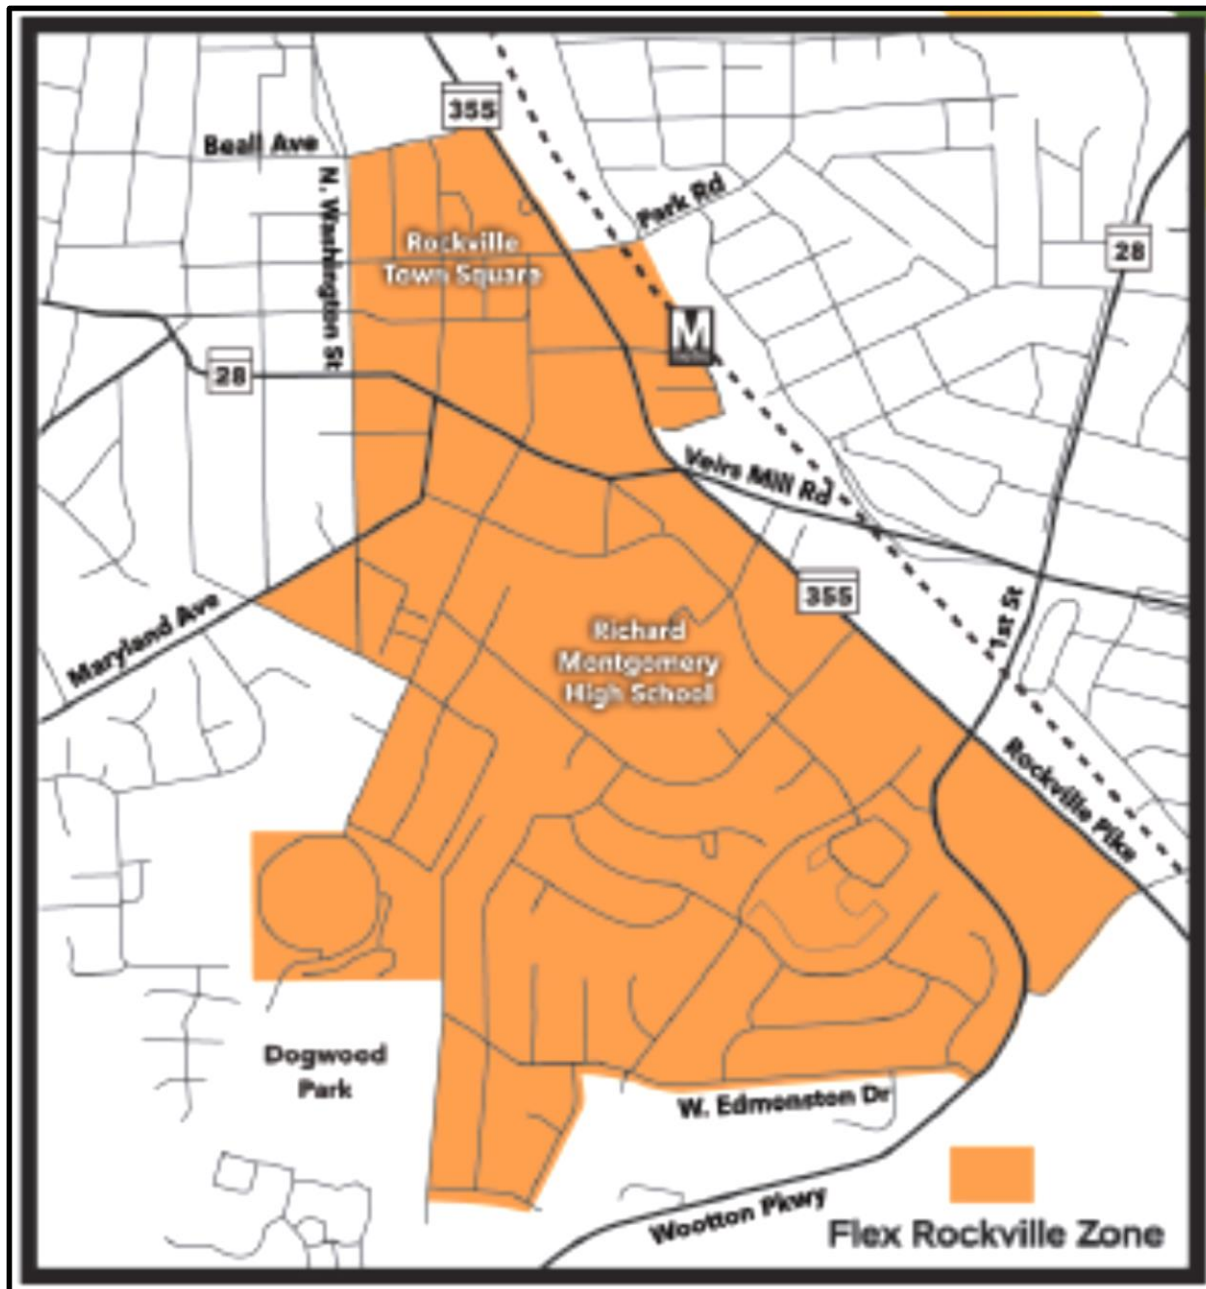 355
Beall Ave
N. Washington St
Park Rd
Rockville
Town Square
28
M
28
Veirs Mill Rd
355
1st St
Maryland Ave
Richard
Montgomery
High School
Rockville Pike
Dogwood
Park
W. Edmonston Dr
Wootton Pkwy
Flex Rockville Zone